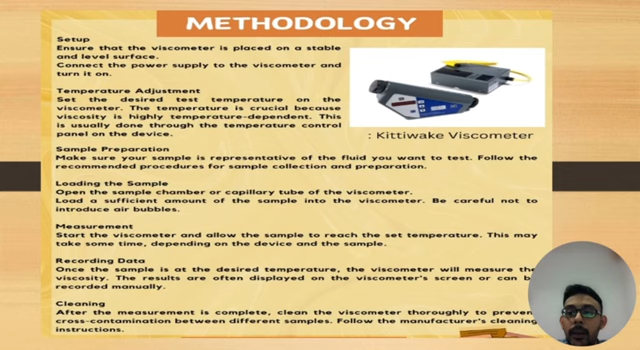 METHODOLOGY
Setup
Ensure that the viscometer is placed on a stable
and level surface.
Connect the power supply to the viscometer and
turn it on.
Temperature Adjustment
Set the desired test temperature on the
viscometer. The temperature is crucial because
viscosity is highly temperature-dependent. This
is usually done through the temperature control
panel on the device.
: Kittiwake Viscometer
Sample Preparation
Make sure your sample is representative of the fluid you want to test. Follow the
recommended procedures for sample collection and preparation.
Loading the Sample
Open the sample chamber or capillary tube of the viscometer.
Load a sufficient amount of the sample into the viscometer. Be careful not to
introduce air bubbles.
Measurement
Start the viscometer and allow the sample to reach the set temperature. This may
take some time, depending on the device and the sample.
Recording Data
Once the sample is at the desired temperature, the viscometer will measure the
viscosity. The results are often displayed on the viscometer's screen or can be
recorded manually.
Cleaning
After the measurement is complete, clean the viscometer thoroughly to preven
cross-contamination between different samples. Follow the manufacturer's cleaning
instructions.